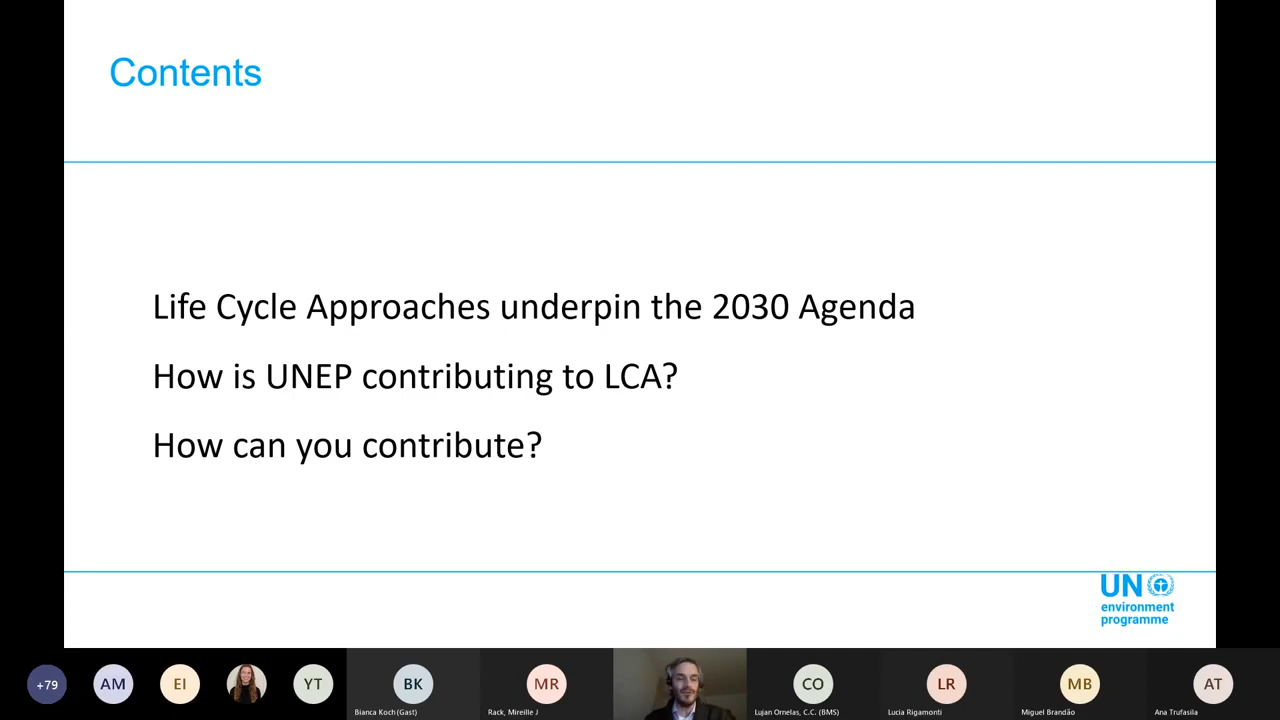 Contents
Life Cycle Approaches underpin the 2030 Agenda
How is UNEP contributing to LCA?
How can you contribute?
UN
environment
programme
+79
AM
EI
YT
BK
Bianca Koch (Gast)
MR
Rack, Mireille J
CO
Lujan Ornelas, C.C. (BMS)
LR
Lucia Rigamonti
MB
Miguel Brandão
AT
Ana Trufasila